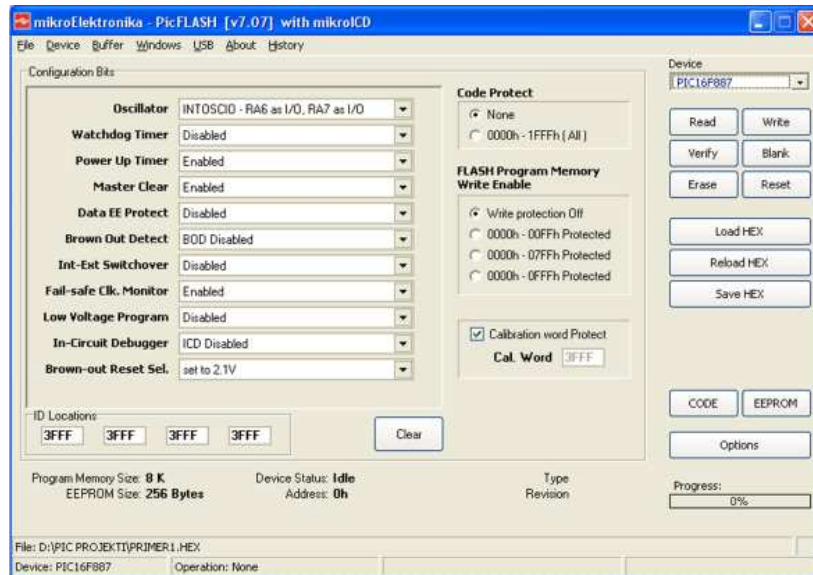 mikroElektronika - PicFLASH [v7.07] with mikroICD
File Device Buffer Windows USB About History
Configuration Bits
Oscillator INTOSCIO - RA6 as I/O, RA7 as I/O
Watchdog Timer Disabled
Power Up Timer Enabled
Master Clear Enabled
Data EE Protect Disabled
Brown Out Detect BOD Disabled
Int-Ext Switchover Disabled
Fail-safe Clk. Monitor Enabled
Low Voltage Program Disabled
In-Circuit Debugger ICD Disabled
Brown-out Reset Sel. set to 2.1V
ID Locations
3FFF 3FFF 3FFF 3FFF
Clear
Code Protect
None
0000h - 1FFFh ( All )
FLASH Program Memory
Write Enable
Write protection Off
0000h - 00FFh Protected
0000h - 07FFh Protected
0000h - 0FFFh Protected
Calibration word Protect
Cal. Word 3FFF
Device
PIC16F887
Read Write
Verify Blank
Erase Reset
Load HEX
Reload HEX
Save HEX
CODE EEPROM
Options
Progress:
0%
Program Memory Size: 8 K Device Status: Idle Type
EEPROM Size: 256 Bytes Address: 0h Revision
File: D:\PIC PROJEKTI\PRIMER1.HEX
Device: PIC16F887 Operation: None